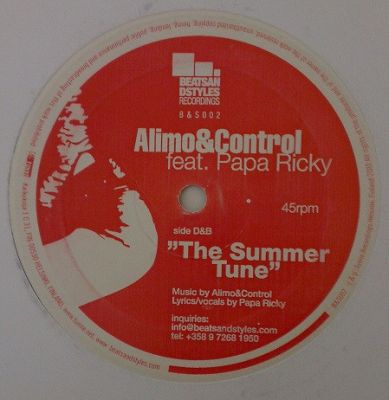 BEATSAN
DSTYLES
RECORDINGS
B&S002
Alimo&Control
feat. Papa Ricky
45rpm
side D&B
”The Summer
Tune”
Music by Alimo&Control
Lyrics/vocals by Papa Ricky
inquiries:
info@beatsandstyles.com
tel: +358 9 7268 1950